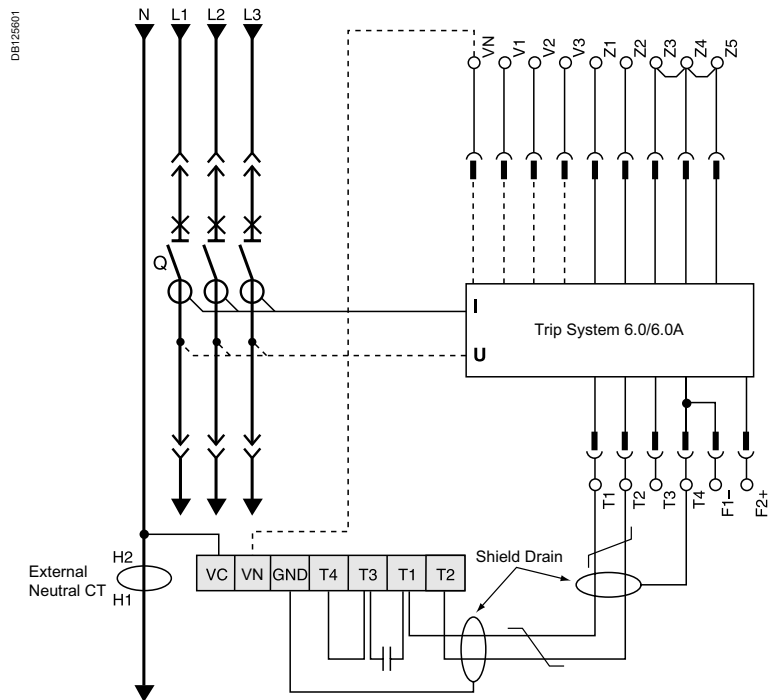 DB125601
N L1 L2 L3
VN V1 V2 V3 Z1 Z2 Z3 Z4 Z5
Q
I
Trip System 6.0/6.0A
U
T1 T2 T3 T4 F1- F2+
H2
External
Neutral CT
H1
VC VN GND T4 T3 T1 T2
Shield Drain